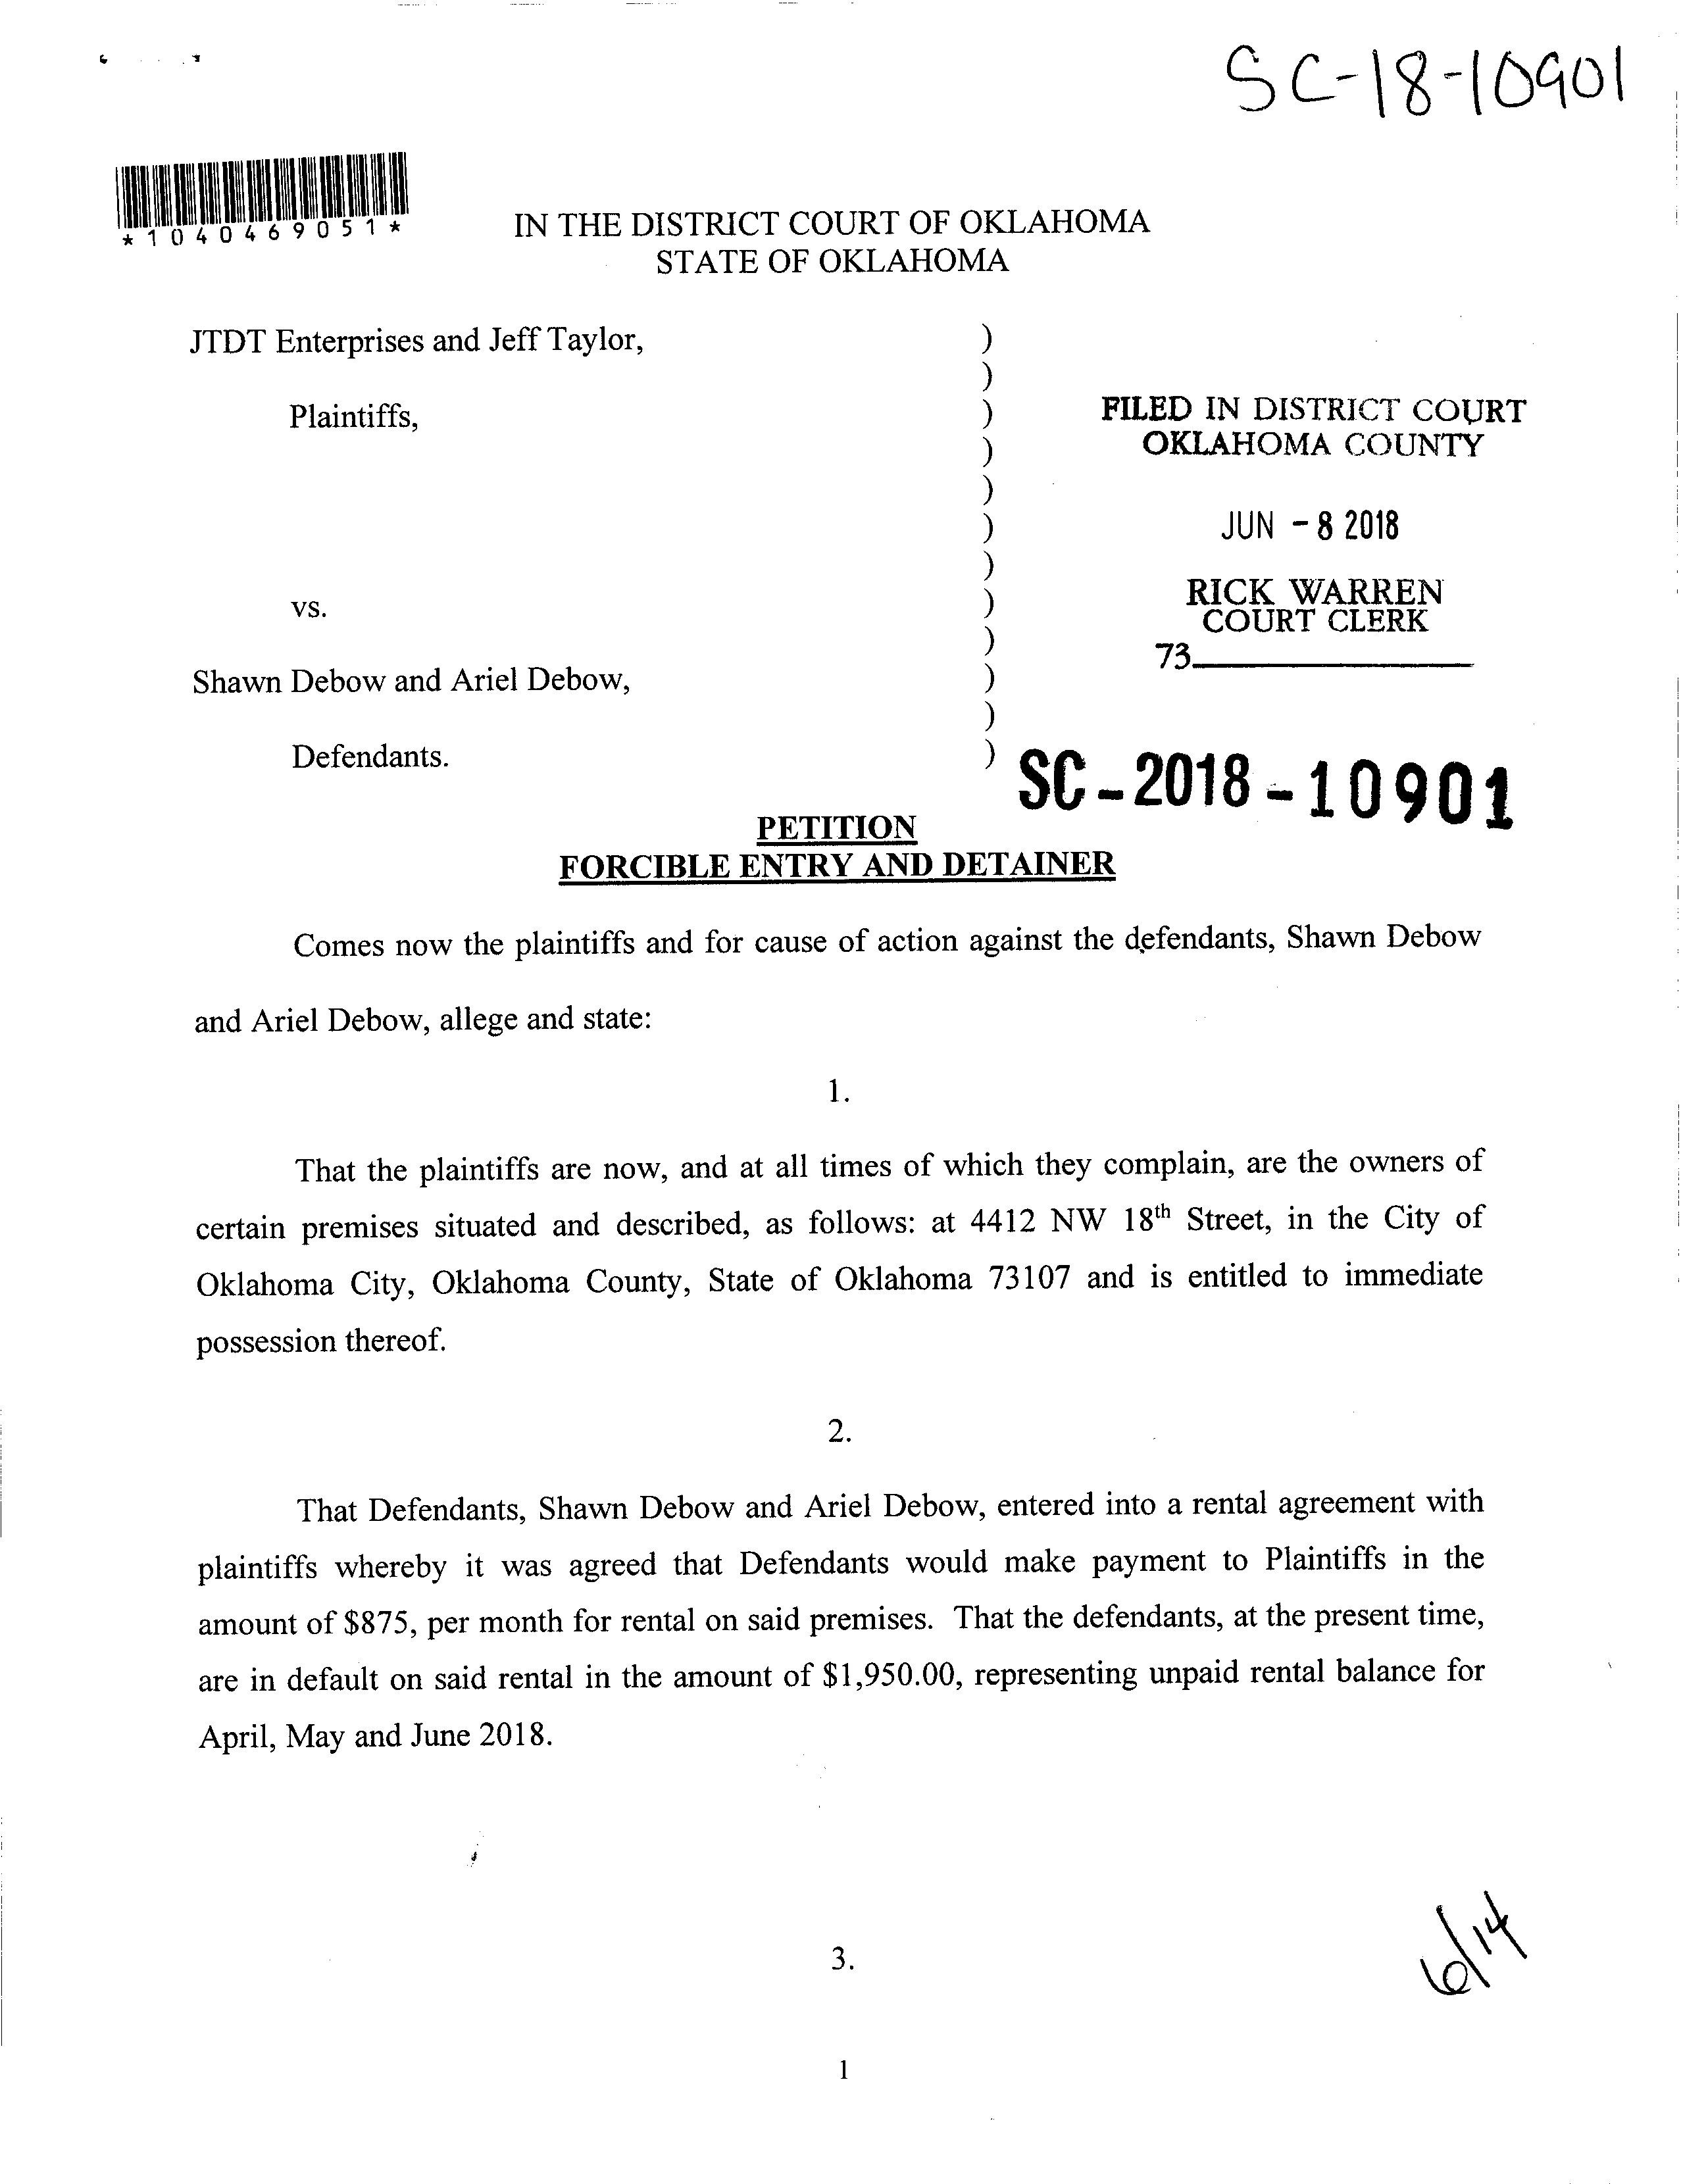 SC-18-10901
*1040469051*
IN THE DISTRICT COURT OF OKLAHOMA
STATE OF OKLAHOMA
JTDT Enterprises and Jeff Taylor, )
)
Plaintiffs, )
)
)
)
)
vs. )
)
Shawn Debow and Ariel Debow, )
)
Defendants. )
FILED IN DISTRICT COURT
OKLAHOMA COUNTY
JUN - 8 2018
RICK WARREN
COURT CLERK
73
SC-2018-10901
PETITION
FORCIBLE ENTRY AND DETAINER
Comes now the plaintiffs and for cause of action against the defendants, Shawn Debow
and Ariel Debow, allege and state:
1.
That the plaintiffs are now, and at all times of which they complain, are the owners of
certain premises situated and described, as follows: at 4412 NW 18th Street, in the City of
Oklahoma City, Oklahoma County, State of Oklahoma 73107 and is entitled to immediate
possession thereof.
2.
That Defendants, Shawn Debow and Ariel Debow, entered into a rental agreement with
plaintiffs whereby it was agreed that Defendants would make payment to Plaintiffs in the
amount of $875, per month for rental on said premises. That the defendants, at the present time,
are in default on said rental in the amount of $1,950.00, representing unpaid rental balance for
April, May and June 2018.
3.
6/14
1